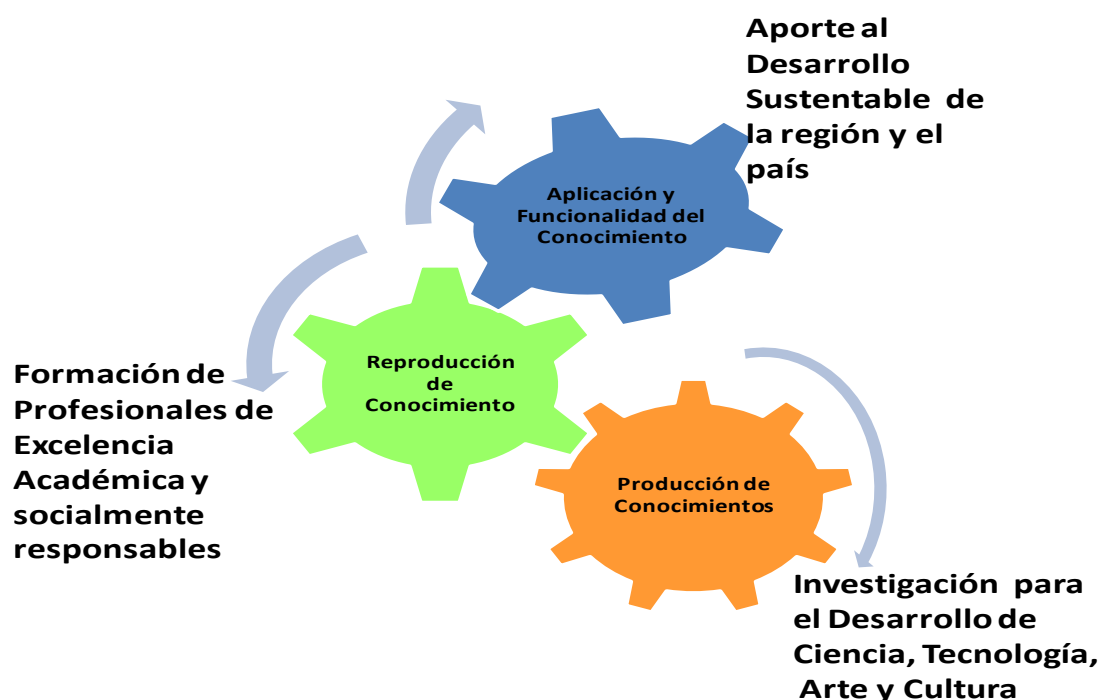 Aporte al
Desarrollo
Sustentable de
la región y el
país
Aplicación y
Funcionalidad del
Conocimiento
Reproducción
de
Conocimiento
Formación de
Profesionales de
Excelencia
Académica y
socialmente
responsables
Producción de
Conocimientos
Investigación para
el Desarrollo de
Ciencia, Tecnología,
Arte y Cultura